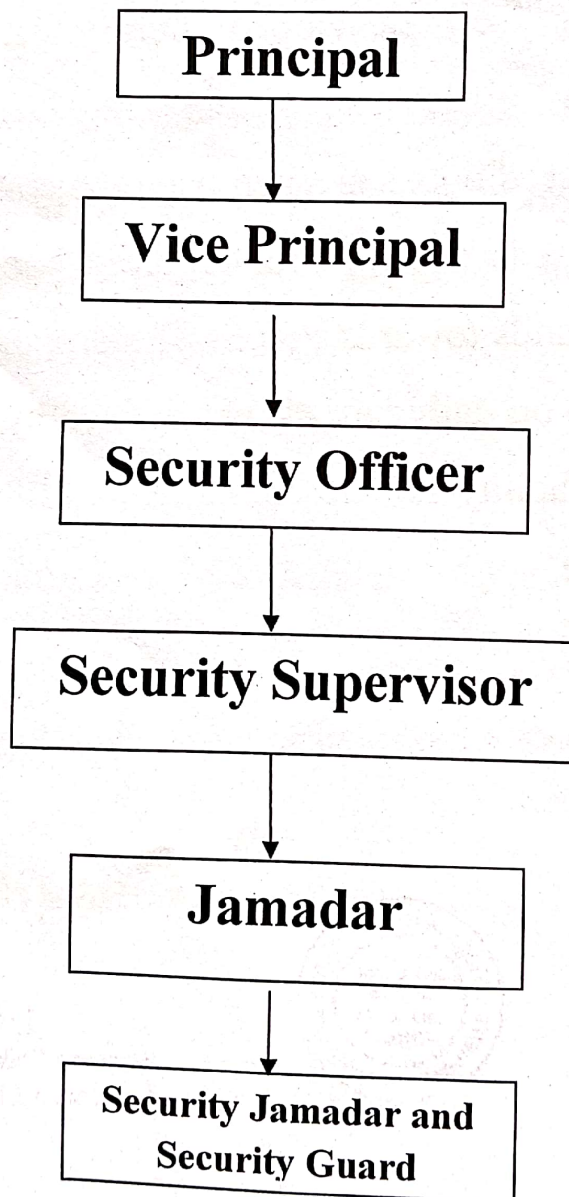 Principal
Vice Principal
Security Officer
Security Supervisor
Jamadar
Security Jamadar and
Security Guard